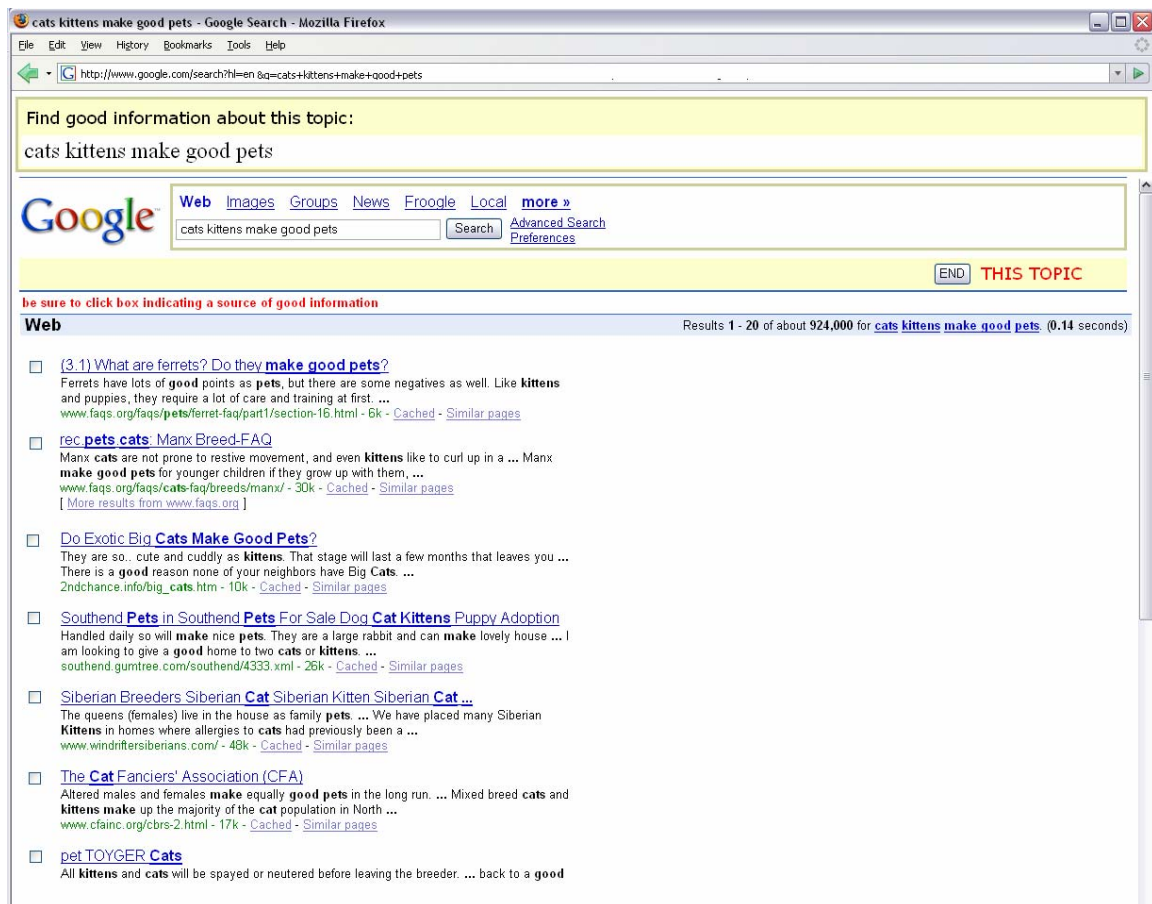 cats kittens make good pets - Google Search - Mozilla Firefox
File Edit View History Bookmarks Tools Help
G http://www.google.com/search?hl=en &q=cats+kittens+make+good+pets
Find good information about this topic:
cats kittens make good pets
Google™
Web Images Groups News Froogle Local more »
cats kittens make good pets Search Advanced Search
Preferences
END THIS TOPIC
be sure to click box indicating a source of good information
Web Results 1 - 20 of about 924,000 for cats kittens make good pets. (0.14 seconds)
(3.1) What are ferrets? Do they make good pets?
Ferrets have lots of good points as pets, but there are some negatives as well. Like kittens
and puppies, they require a lot of care and training at first. ...
www.faqs.org/faqs/pets/ferret-faq/part1/section-16.html - 6k - Cached - Similar pages
rec.pets.cats: Manx Breed-FAQ
Manx cats are not prone to restive movement, and even kittens like to curl up in a ... Manx
make good pets for younger children if they grow up with them, ...
www.faqs.org/faqs/cats-faq/breeds/manx/ - 30k - Cached - Similar pages
[ More results from www.faqs.org ]
Do Exotic Big Cats Make Good Pets?
They are so.. cute and cuddly as kittens. That stage will last a few months that leaves you ...
There is a good reason none of your neighbors have Big Cats. ...
2ndchance.info/big_cats.htm - 10k - Cached - Similar pages
Southend Pets in Southend Pets For Sale Dog Cat Kittens Puppy Adoption
Handled daily so will make nice pets. They are a large rabbit and can make lovely house ... I
am looking to give a good home to two cats or kittens. ...
southend.gumtree.com/southend/4333.xml - 26k - Cached - Similar pages
Siberian Breeders Siberian Cat Siberian Kitten Siberian Cat ...
The queens (females) live in the house as family pets. ... We have placed many Siberian
Kittens in homes where allergies to cats had previously been a ...
www.windriftersiberians.com/ - 48k - Cached - Similar pages
The Cat Fanciers' Association (CFA)
Altered males and females make equally good pets in the long run. ... Mixed breed cats and
kittens make up the majority of the cat population in North ...
www.cfainc.org/cbrs-2.html - 17k - Cached - Similar pages
pet TOYGER Cats
All kittens and cats will be spayed or neutered before leaving the breeder. ... back to a good